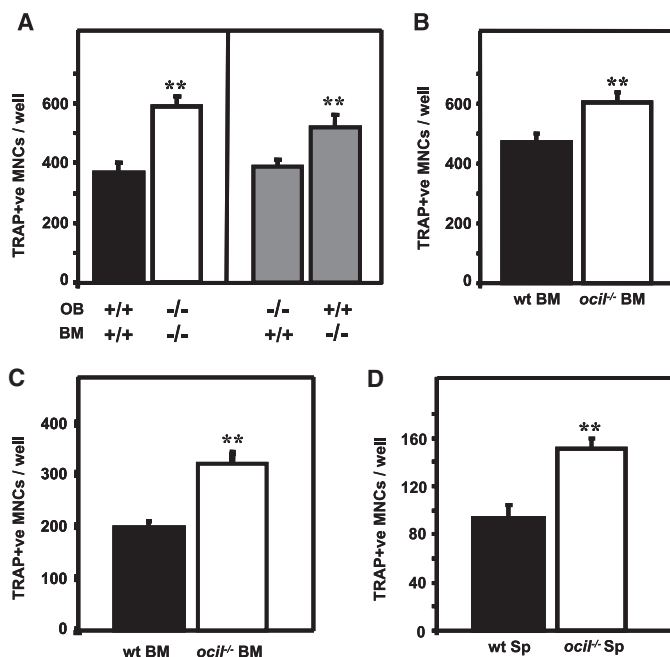 A
TRAP+ve MNCs / well
600
400
200
0
**
**
OB +/+ -/- -/- +/+
BM +/+ -/- +/+ -/-
B
TRAP+ve MNCs / well
600
400
200
0
**
wt BM ocil-/- BM
C
TRAP+ve MNCs / well
400
300
200
100
0
**
wt BM ocil-/- BM
D
TRAP+ve MNCs / well
160
120
80
40
0
**
wt Sp ocil-/- Sp